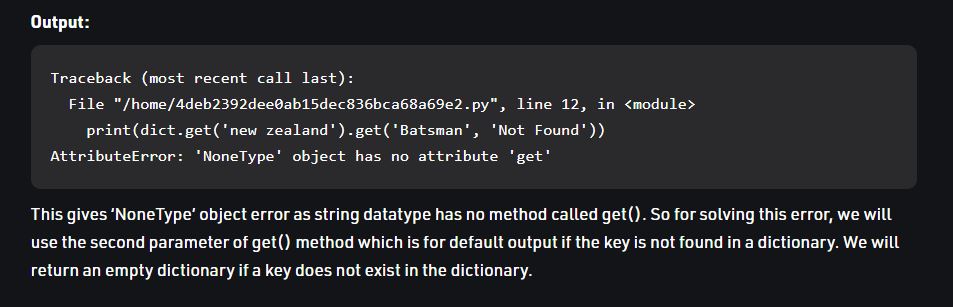 Output:
Traceback (most recent call last):
  File "/home/4deb2392dee0ab15dec836bca68a69e2.py", line 12, in <module>
    print(dict.get('new zealand').get('Batsman', 'Not Found'))
AttributeError: 'NoneType' object has no attribute 'get'
This gives ‘NoneType’ object error as string datatype has no method called get(). So for solving this error, we will
use the second parameter of get() method which is for default output if the key is not found in a dictionary. We will
return an empty dictionary if a key does not exist in the dictionary.